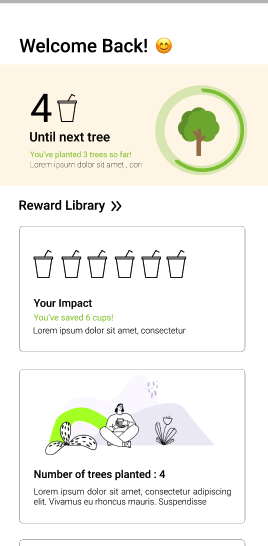 Welcome Back! 😊
4
Until next tree
You've planted 3 trees so far!
Lorem ipsum dolor sit amet , con
Reward Library
Your Impact
You've saved 6 cups!
Lorem ipsum dolor sit amet, consectetur
Number of trees planted : 4
Lorem ipsum dolor sit amet, consectetur adipiscing
elit. Vivamus eu rhoncus mauris. Suspendisse